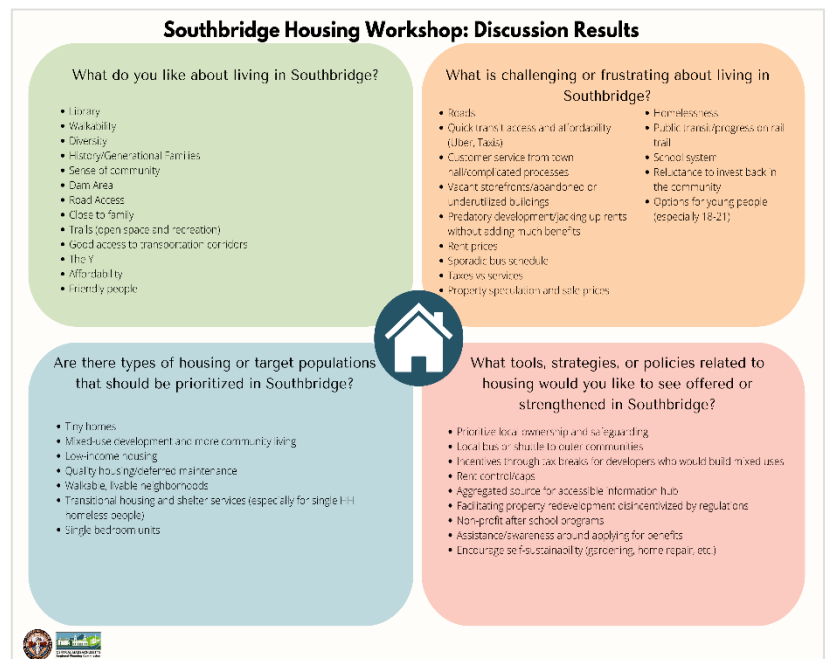 Southbridge Housing Workshop: Discussion Results
What do you like about living in Southbridge?
• Library
• Walkability
• Diversity
• History/Generational Families
• Sense of community
• Dam Area
• Road Access
• Close to family
• Trails (open space and recreation)
• Good access to transportation corridors
• The Y
• Affordability
• Friendly people
What is challenging or frustrating about living in
Southbridge?
• Roads
• Quick transit access and affordability
(Uber, Taxis)
• Customer service from town
hall/complicated processes
• Vacant storefronts/abandoned or
underutilized buildings
• Predatory development/jacking up rents
without adding much benefits
• Rent prices
• Sporadic bus schedule
• Taxes vs services
• Property speculation and sale prices
• Homelessness
• Public transit/progress on rail
trail
• School system
• Reluctance to invest back in
the community
• Options for young people
(especially 18-21)
Are there types of housing or target populations
that should be prioritized in Southbridge?
• Tiny homes
• Mixed-use development and more community living
• Low-income housing
• Quality housing/deferred maintenance
• Walkable, livable neighborhoods
• Transitional housing and shelter services (especially for single HH
homeless people)
• Single bedroom units
What tools, strategies, or policies related to
housing would you like to see offered or
strengthened in Southbridge?
• Prioritize local ownership and safeguarding
• Local bus or shuttle to outer communities
• Incentives through tax breaks for developers who would build mixed uses
• Rent control/caps
• Aggregated source for accessible information hub
• Facilitating property redevelopment disincentivized by regulations
• Non-profit after school programs
• Assistance/awareness around applying for benefits
• Encourage self-sustainability (gardening, home repair, etc.)